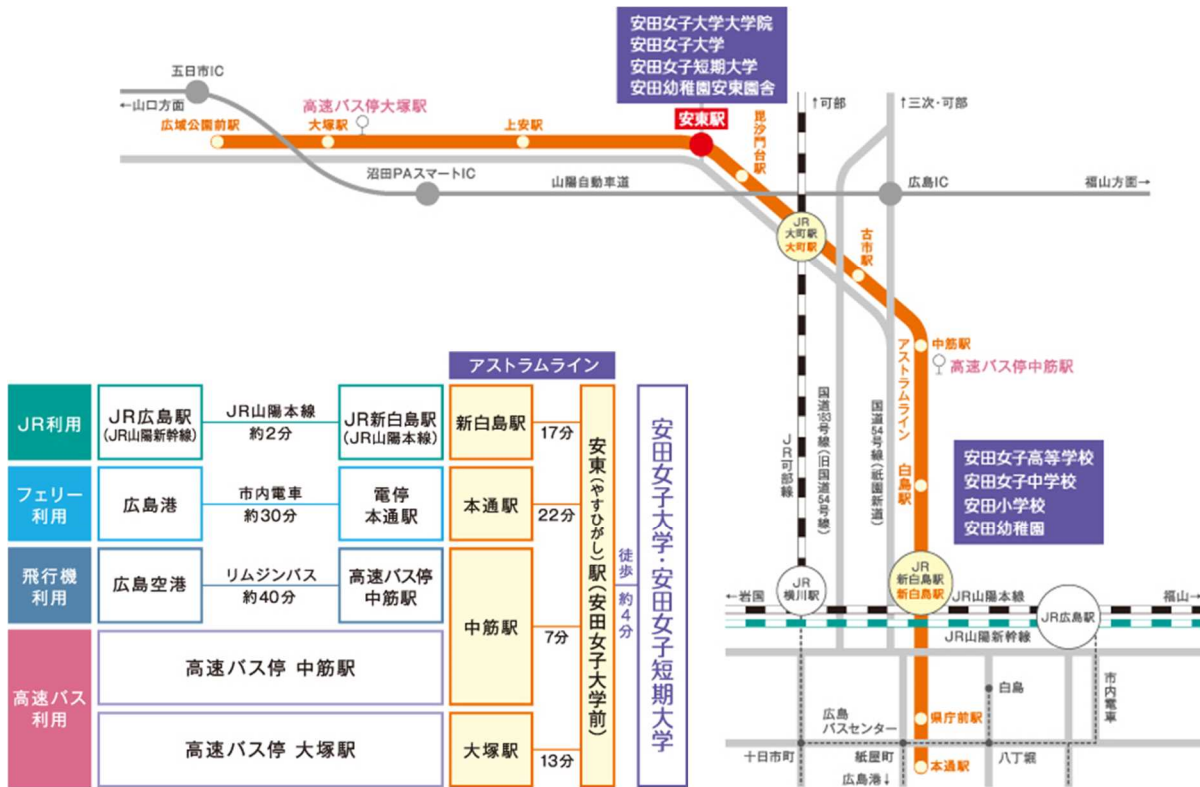 安田女子大学大学院
安田女子大学
安田女子短期大学
安田幼稚園安東園舎
五日市IC
←山口方面
高速バス停大塚駅
広域公園前駅
大塚駅
上安駅
安東駅
毘沙門台駅
↑可部
↑三次・可部
沼田PAスマートIC
山陽自動車道
広島IC
福山方面→
JR
大町駅
大町駅
古市駅
中筋駅
高速バス停中筋駅
アストラムライン
国道183号線(旧国道54号線)
国道54号線(祇園新道)
JR可部線
白島駅
安田女子高等学校
安田女子中学校
安田小学校
安田幼稚園
JR
横川駅
JR
新白島駅
新白島駅
←岩国
JR山陽本線
福山→
JR広島駅
JR山陽新幹線
白島
市内電車
県庁前駅
広島
バスセンター
十日市町
紙屋町
八丁堀
本通駅
広島港↓
アストラムライン
JR利用
JR広島駅
(JR山陽新幹線)
JR山陽本線
約2分
JR新白島駅
(JR山陽本線)
新白島駅
17分
フェリー
利用
広島港
市内電車
約30分
電停
本通駅
本通駅
22分
飛行機
利用
広島空港
リムジンバス
約40分
高速バス停
中筋駅
中筋駅
7分
高速バス
利用
高速バス停 中筋駅
高速バス停 大塚駅
大塚駅
13分
安東(やすひがし)駅(安田女子大学前)
徒歩 約4分
安田女子大学・安田女子短期大学